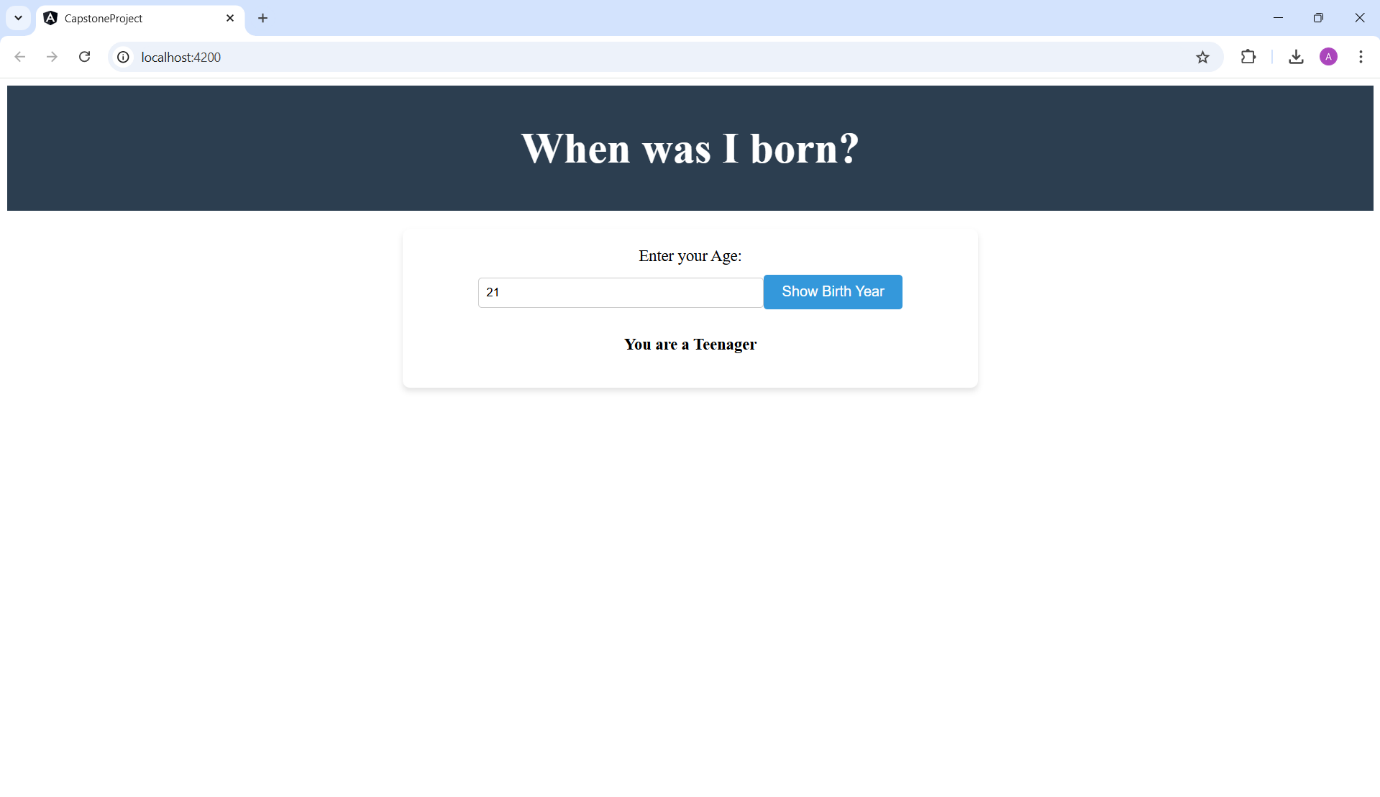 CapstoneProject
localhost:4200
A
When was I born?
Enter your Age:
21
Show Birth Year
You are a Teenager